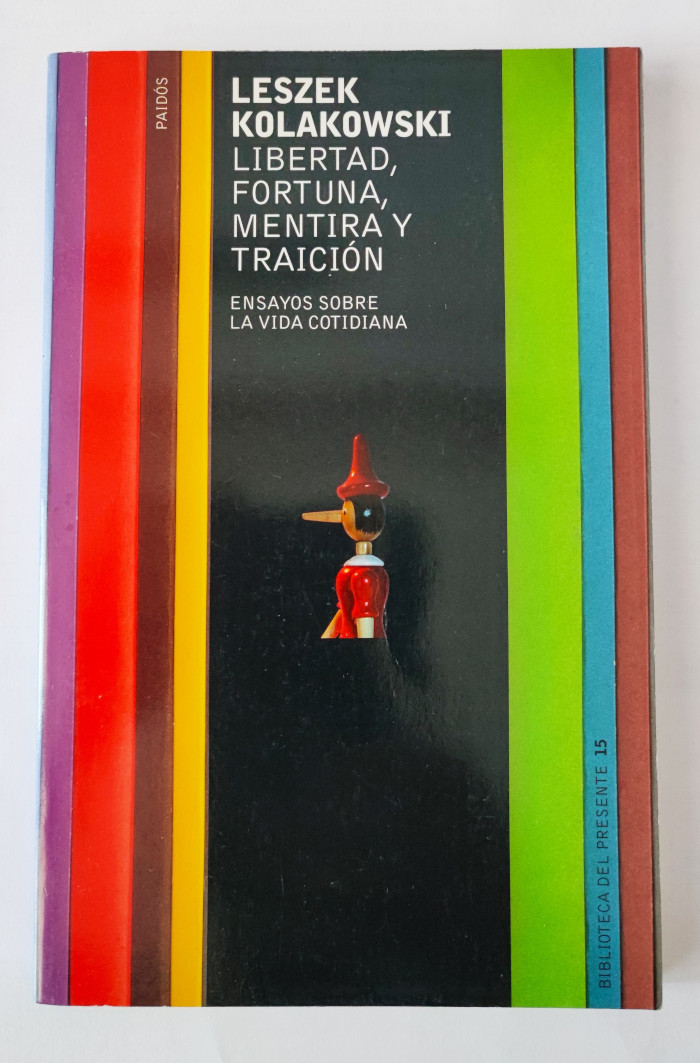 PAIDÓS
LESZEK
KOLAKOWSKI
LIBERTAD,
FORTUNA,
MENTIRA Y
TRAICIÓN
ENSAYOS SOBRE
LA VIDA COTIDIANA
BIBLIOTECA DEL PRESENTE 15